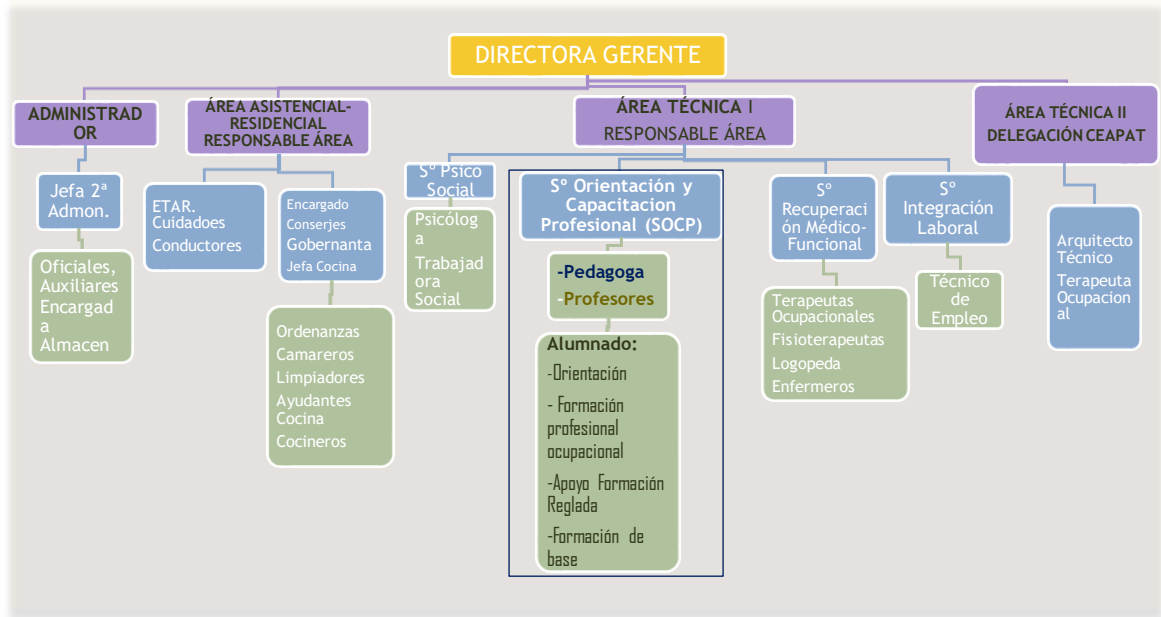 DIRECTORA GERENTE
ADMINISTRAD
OR
ÁREA ASISTENCIAL-
RESIDENCIAL
RESPONSABLE ÁREA
ÁREA TÉCNICA I
RESPONSABLE ÁREA
ÁREA TÉCNICA II
DELEGACIÓN CEAPAT
Jefa 2ª
Admon.
Oficiales,
Auxiliares
Encargad
a
Almacen
ETAR.
Cuidadoes
Conductores
Encargado
Conserjes
Gobernanta
Jefa Cocina
Ordenanzas
Camareros
Limpiadores
Ayudantes
Cocina
Cocineros
Sº Psico
Social
Psicólog
a
Trabajad
ora
Social
Sº Orientación y
Capacitacion
Profesional (SOCP)
-Pedagoga
-Profesores
Alumnado:
-Orientación
- Formación
profesional
ocupacional
-Apoyo Formación
Reglada
-Formación de
base
Sº
Recuperaci
ón Médico-
Funcional
Terapeutas
Ocupacionales
Fisioterapeutas
Logopeda
Enfermeros
Sº
Integración
Laboral
Técnico
de
Empleo
Arquitecto
Técnico
Terapeuta
Ocupacion
al